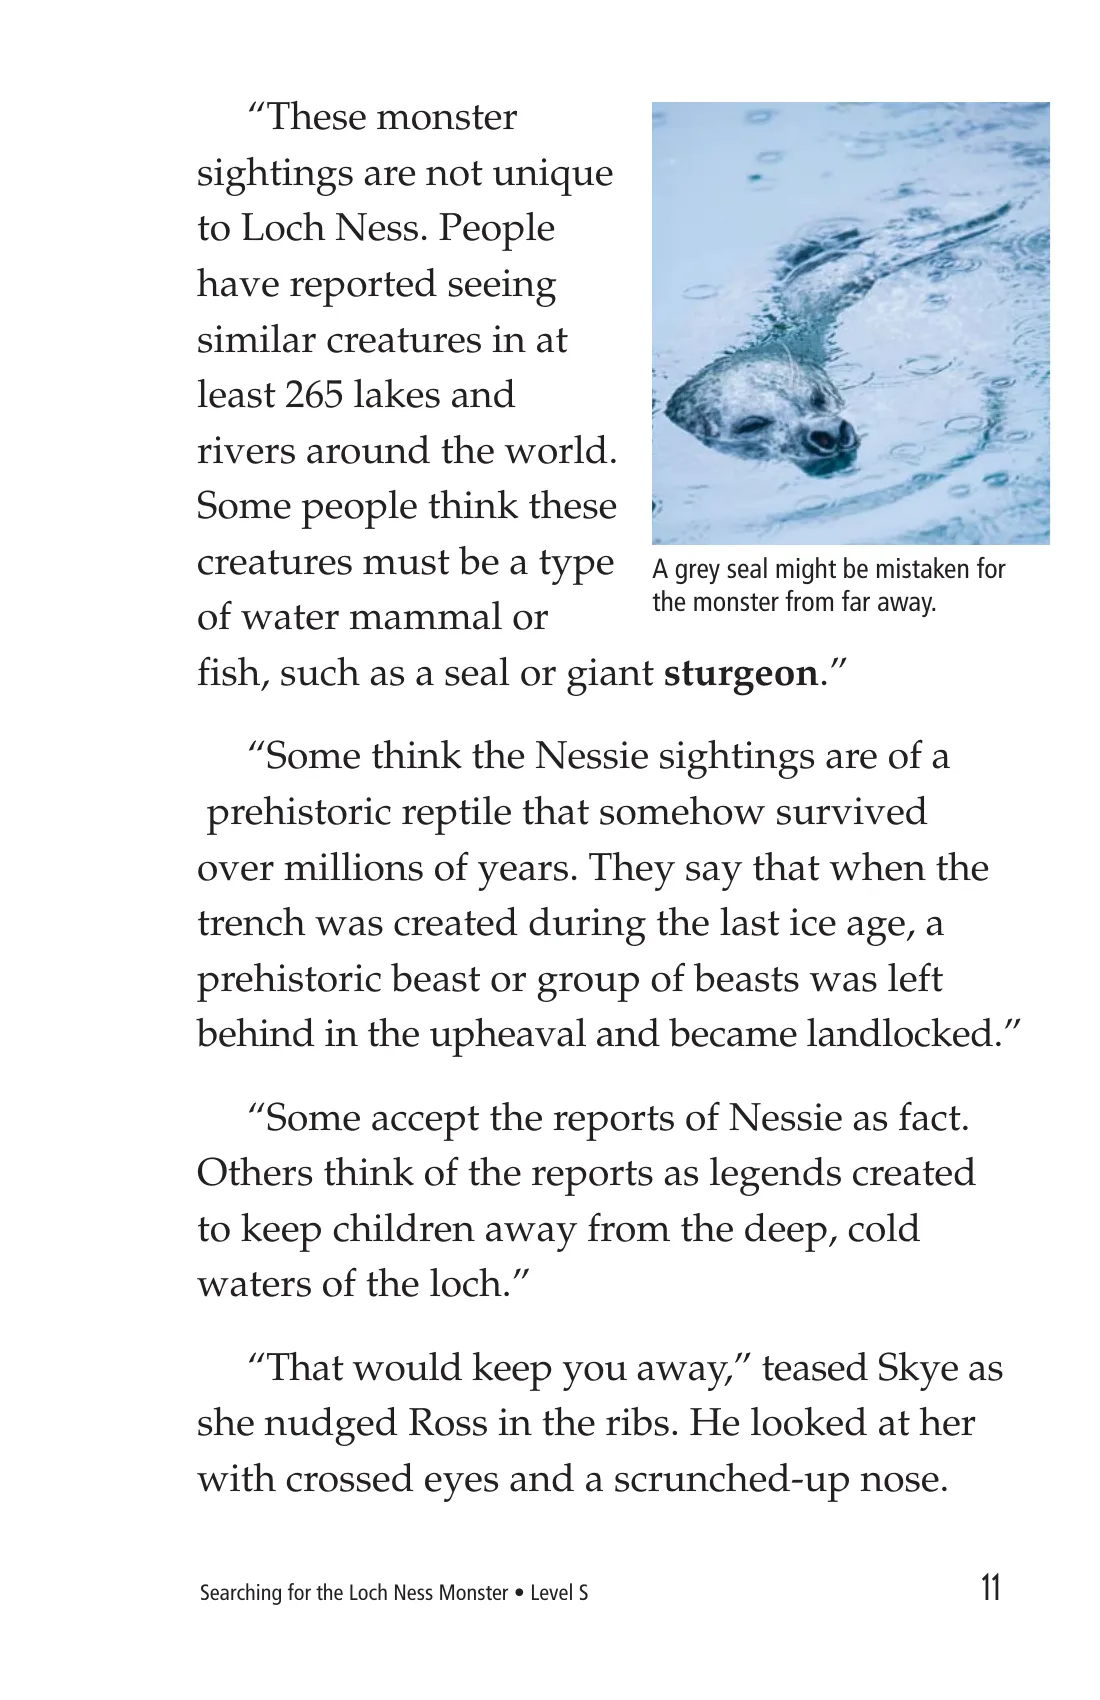 “These monster
sightings are not unique
to Loch Ness. People
have reported seeing
similar creatures in at
least 265 lakes and
rivers around the world.
Some people think these
creatures must be a type
of water mammal or
fish, such as a seal or giant sturgeon.”
A grey seal might be mistaken for
the monster from far away.
“Some think the Nessie sightings are of a
prehistoric reptile that somehow survived
over millions of years. They say that when the
trench was created during the last ice age, a
prehistoric beast or group of beasts was left
behind in the upheaval and became landlocked.”
“Some accept the reports of Nessie as fact.
Others think of the reports as legends created
to keep children away from the deep, cold
waters of the loch.”
“That would keep you away,” teased Skye as
she nudged Ross in the ribs. He looked at her
with crossed eyes and a scrunched-up nose.
Searching for the Loch Ness Monster • Level S
11